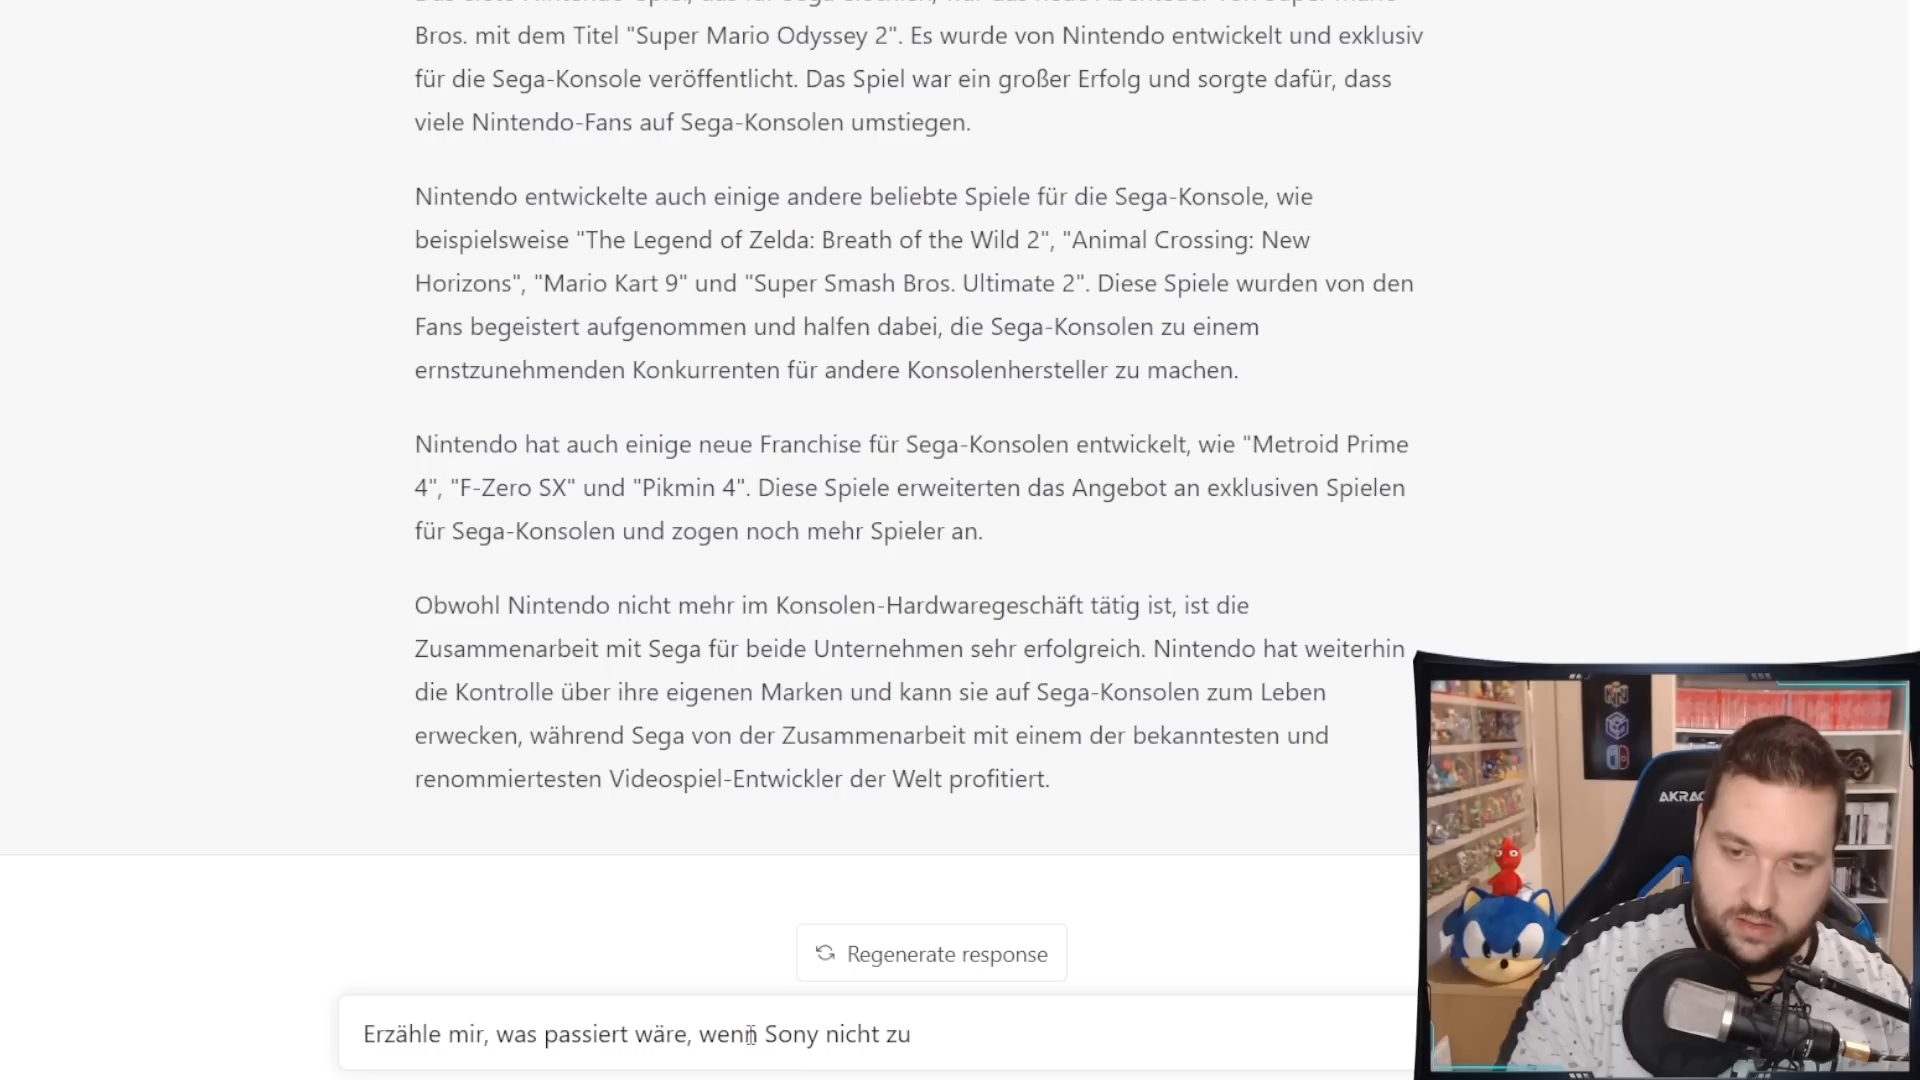 Bros. mit dem Titel "Super Mario Odyssey 2". Es wurde von Nintendo entwickelt und exklusiv
für die Sega-Konsole veröffentlicht. Das Spiel war ein großer Erfolg und sorgte dafür, dass
viele Nintendo-Fans auf Sega-Konsolen umstiegen.
Nintendo entwickelte auch einige andere beliebte Spiele für die Sega-Konsole, wie
beispielsweise "The Legend of Zelda: Breath of the Wild 2", "Animal Crossing: New
Horizons", "Mario Kart 9" und "Super Smash Bros. Ultimate 2". Diese Spiele wurden von den
Fans begeistert aufgenommen und halfen dabei, die Sega-Konsolen zu einem
ernstzunehmenden Konkurrenten für andere Konsolenhersteller zu machen.
Nintendo hat auch einige neue Franchise für Sega-Konsolen entwickelt, wie "Metroid Prime
4", "F-Zero SX" und "Pikmin 4". Diese Spiele erweiterten das Angebot an exklusiven Spielen
für Sega-Konsolen und zogen noch mehr Spieler an.
Obwohl Nintendo nicht mehr im Konsolen-Hardwaregeschäft tätig ist, ist die
Zusammenarbeit mit Sega für beide Unternehmen sehr erfolgreich. Nintendo hat weiterhin
die Kontrolle über ihre eigenen Marken und kann sie auf Sega-Konsolen zum Leben
erwecken, während Sega von der Zusammenarbeit mit einem der bekanntesten und
renommiertesten Videospiel-Entwickler der Welt profitiert.
AKRAC
Regenerate response
Erzähle mir, was passiert wäre, wenn Sony nicht zu